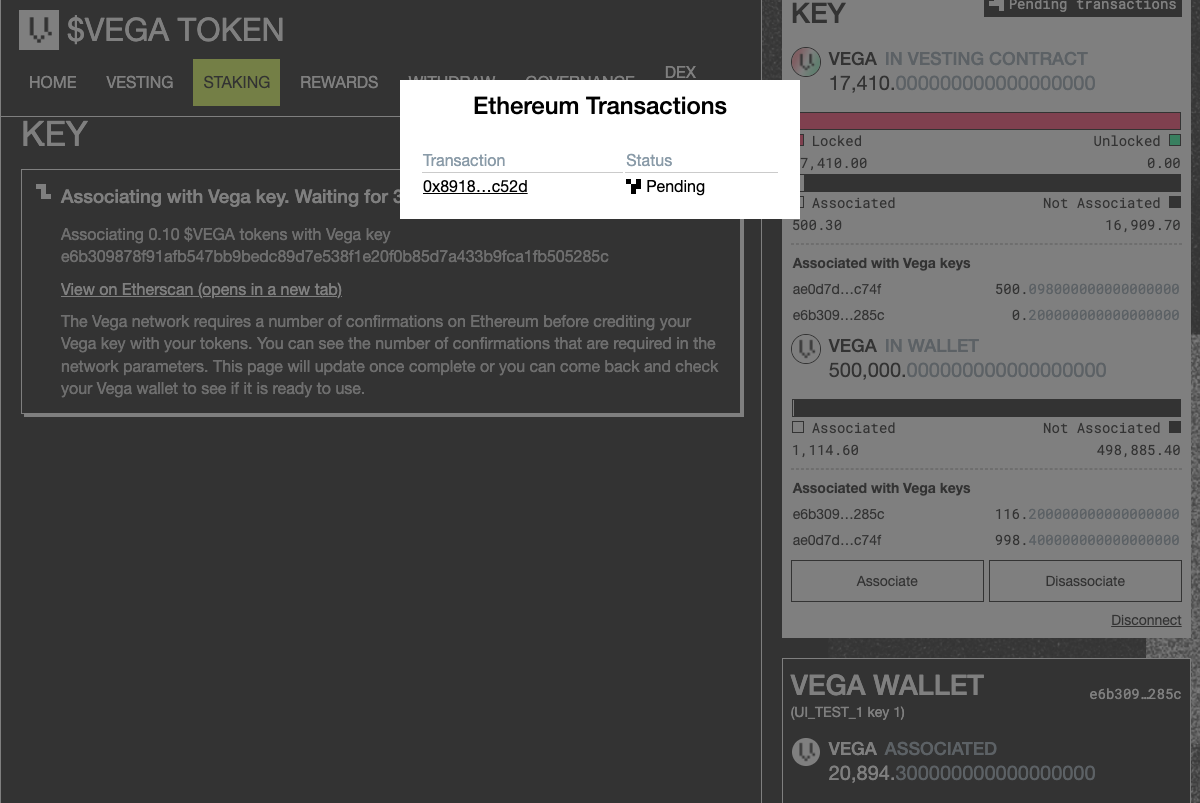 $VEGA TOKEN
HOME VESTING STAKING REWARDS WITHDRAW GOVERNANCE DEX
KEY
Associating with Vega key. Waiting for
Associating 0.10 $VEGA tokens with Vega key
e6b309878f91afb547bb9bedc89d7e538f1e20f0b85d7a433b9fca1fb505285c
View on Etherscan (opens in a new tab)
The Vega network requires a number of confirmations on Ethereum before crediting your
Vega key with your tokens. You can see the number of confirmations that are required in the
network parameters. This page will update once complete or you can come back and check
your Vega wallet to see if it is ready to use.
Ethereum Transactions
Transaction Status
0x8918…c52d Pending
KEY
Pending transactions
VEGA IN VESTING CONTRACT
17,410.000000000000000000
Locked Unlocked
7,410.00 0.00
Associated Not Associated
500.30 16,909.70
Associated with Vega keys
ae0d7d…c74f 500.098000000000000000
e6b309…285c 0.200000000000000000
VEGA IN WALLET
500,000.000000000000000000
Associated Not Associated
1,114.60 498,885.40
Associated with Vega keys
e6b309…285c 116.200000000000000000
ae0d7d…c74f 998.400000000000000000
Associate Disassociate
Disconnect
VEGA WALLET e6b309…285c
(UI_TEST_1 key 1)
VEGA ASSOCIATED
20,894.300000000000000000